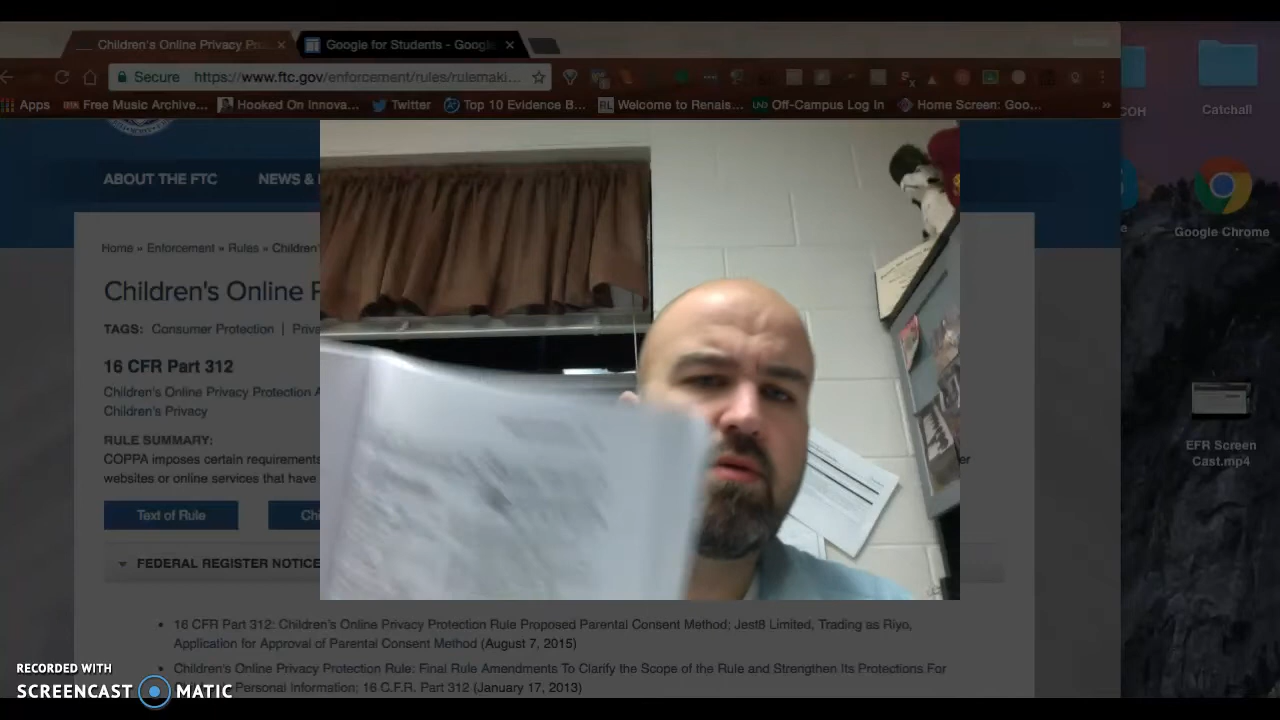 Children's Online Privacy Pr
Google for Students - Google
Secure https://www.ftc.gov/enforcement/rules/rulemaki...
Apps Free Music Archive... Hooked On Innova... Twitter Top 10 Evidence B... RL Welcome to Renais... UND Off-Campus Log In Home Screen: Goo... »
COH
Catchall
ABOUT THE FTC NEWS &
Google Chrome
Home » Enforcement » Rules » Children'
Children's Online
TAGS: Consumer Protection | Priva
16 CFR Part 312
Children's Online Privacy Protection A
Children's Privacy
RULE SUMMARY:
COPPA imposes certain requirements
websites or online services that have
EFR Screen
Cast.mp4
Text of Rule
FEDERAL REGISTER NOTICE
16 CFR Part 312: Children's Online Privacy Protection Rule Proposed Parental Consent Method; Jest8 Limited, Trading as Riyo,
Application for Approval of Parental Consent Method (August 7, 2015)
Children's Online Privacy Protection Rule: Final Rule Amendments To Clarify the Scope of the Rule and Strengthen Its Protections For
Personal Information; 16 C.F.R. Part 312 (January 17, 2013)
RECORDED WITH
SCREENCAST MATIC